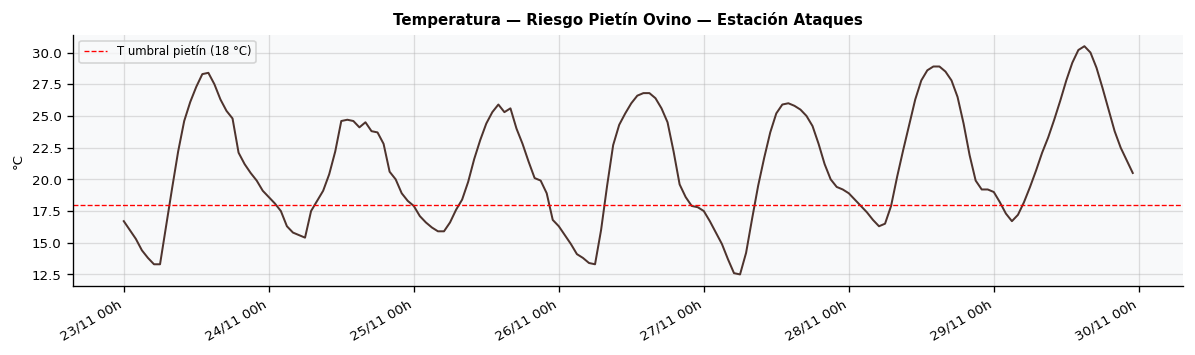 Temperatura — Riesgo Pietín Ovino — Estación Ataques
T umbral pietín (18 °C)
°C
30.0
27.5
25.0
22.5
20.0
17.5
15.0
12.5
23/11 00h
24/11 00h
25/11 00h
26/11 00h
27/11 00h
28/11 00h
29/11 00h
30/11 00h